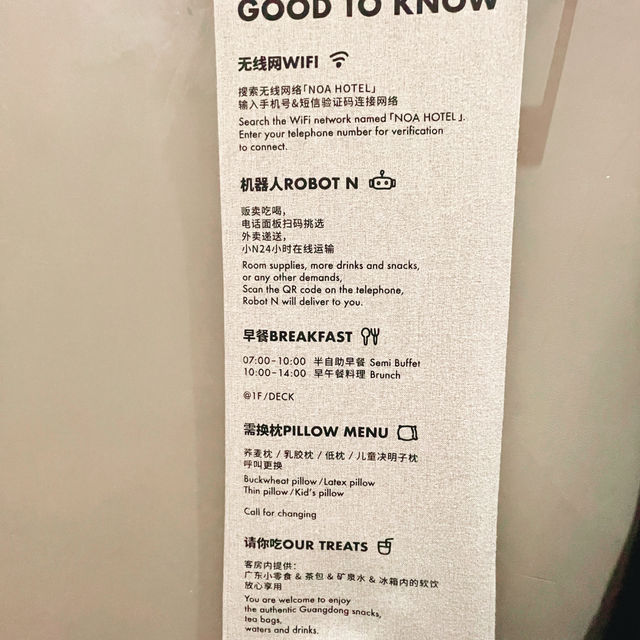 GOOD TO KNOW
无线网WIFI
搜索无线网络「NOA HOTEL」
输入手机号&短信验证码连接网络
Search the WiFi network named「NOA HOTEL」.
Enter your telephone number for verification
to connect.
机器人ROBOT N
贩卖吃喝，
电话面板扫码挑选
外卖递送，
小N24小时在线运输
Room supplies, more drinks and snacks,
or any other demands,
Scan the QR code on the telephone,
Robot N will deliver to you.
早餐BREAKFAST
07:00-10:00 半自助早餐 Semi Buffet
10:00-14:00 早午餐料理 Brunch
@1F/DECK
需换枕PILLOW MENU
荞麦枕 / 乳胶枕 / 低枕 / 儿童决明子枕
呼叫更换
Buckwheat pillow/Latex pillow
Thin pillow/Kid's pillow
Call for changing
请你吃OUR TREATS
客房内提供：
广东小零食 & 茶包 & 矿泉水 & 冰箱内的软饮
放心享用
You are welcome to enjoy
the authentic Guangdong snacks,
tea bags,
waters and drinks.